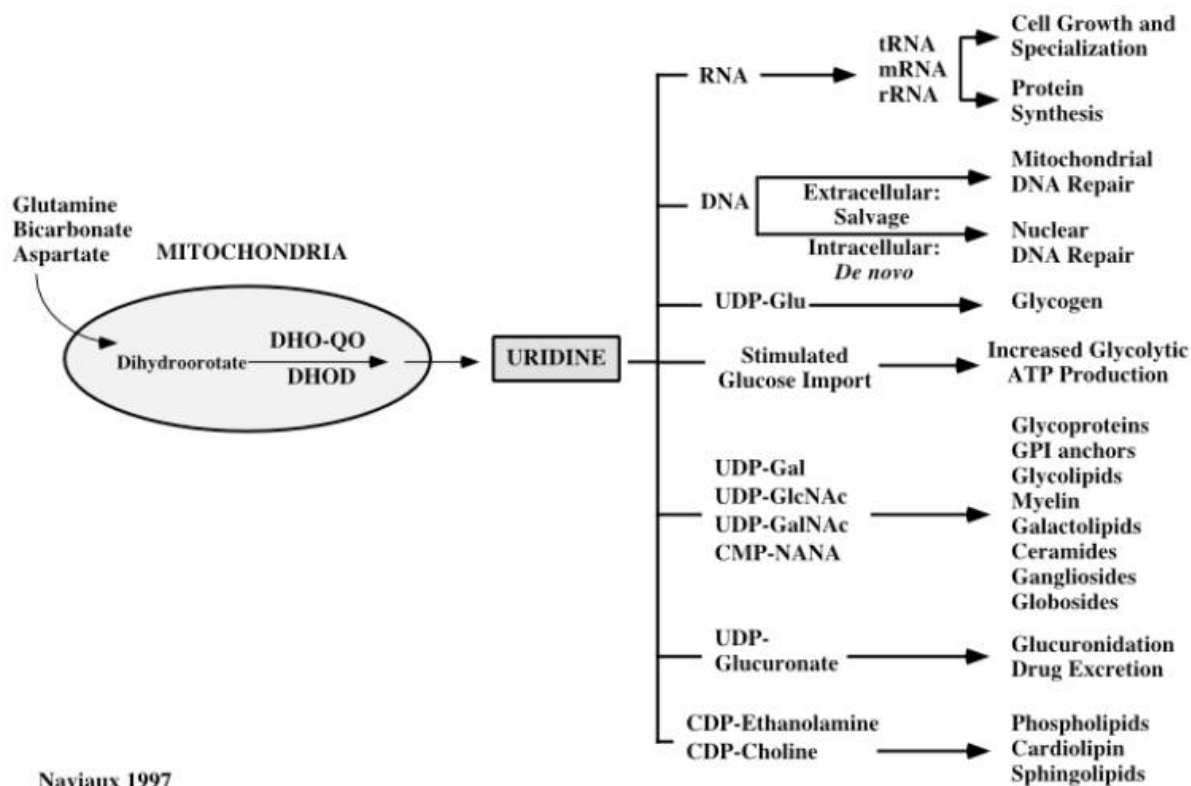 Glutamine
Bicarbonate
Aspartate
MITOCHONDRIA
Dihydroorotate
DHO-QO
DHOD
URIDINE
RNA
tRNA
mRNA
rRNA
Cell Growth and
Specialization
Protein
Synthesis
DNA
Extracellular:
Salvage
Intracellular:
De novo
Mitochondrial
DNA Repair
Nuclear
DNA Repair
UDP-Glu
Glycogen
Stimulated
Glucose Import
Increased Glycolytic
ATP Production
UDP-Gal
UDP-GlcNAc
UDP-GalNAc
CMP-NANA
Glycoproteins
GPI anchors
Glycolipids
Myelin
Galactolipids
Ceramides
Gangliosides
Globosides
UDP-
Glucuronate
Glucuronidation
Drug Excretion
CDP-Ethanolamine
CDP-Choline
Phospholipids
Cardiolipin
Sphingolipids
Naviaux 1997